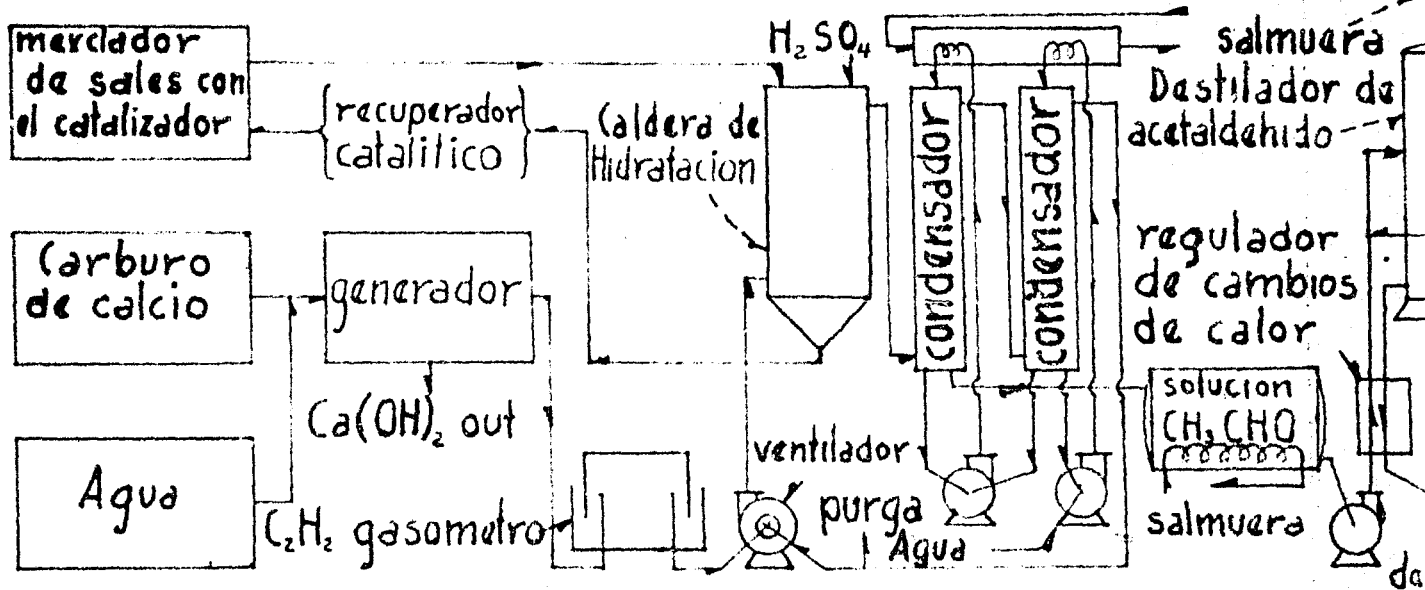 merclador
de sales con
el catalizador
recuperador
catalitico
H₂SO₄
Caldera de
Hidratacion
condensador
condensador
salmuera
Destilador de
acetaldehido
Carburo
de calcio
generador
Ca(OH)₂ out
regulador
de cambios
de calor
Agua
C₂H₂ gasometro
ventilador
purga
Agua
solucion
CH₃CHO
salmuera
da